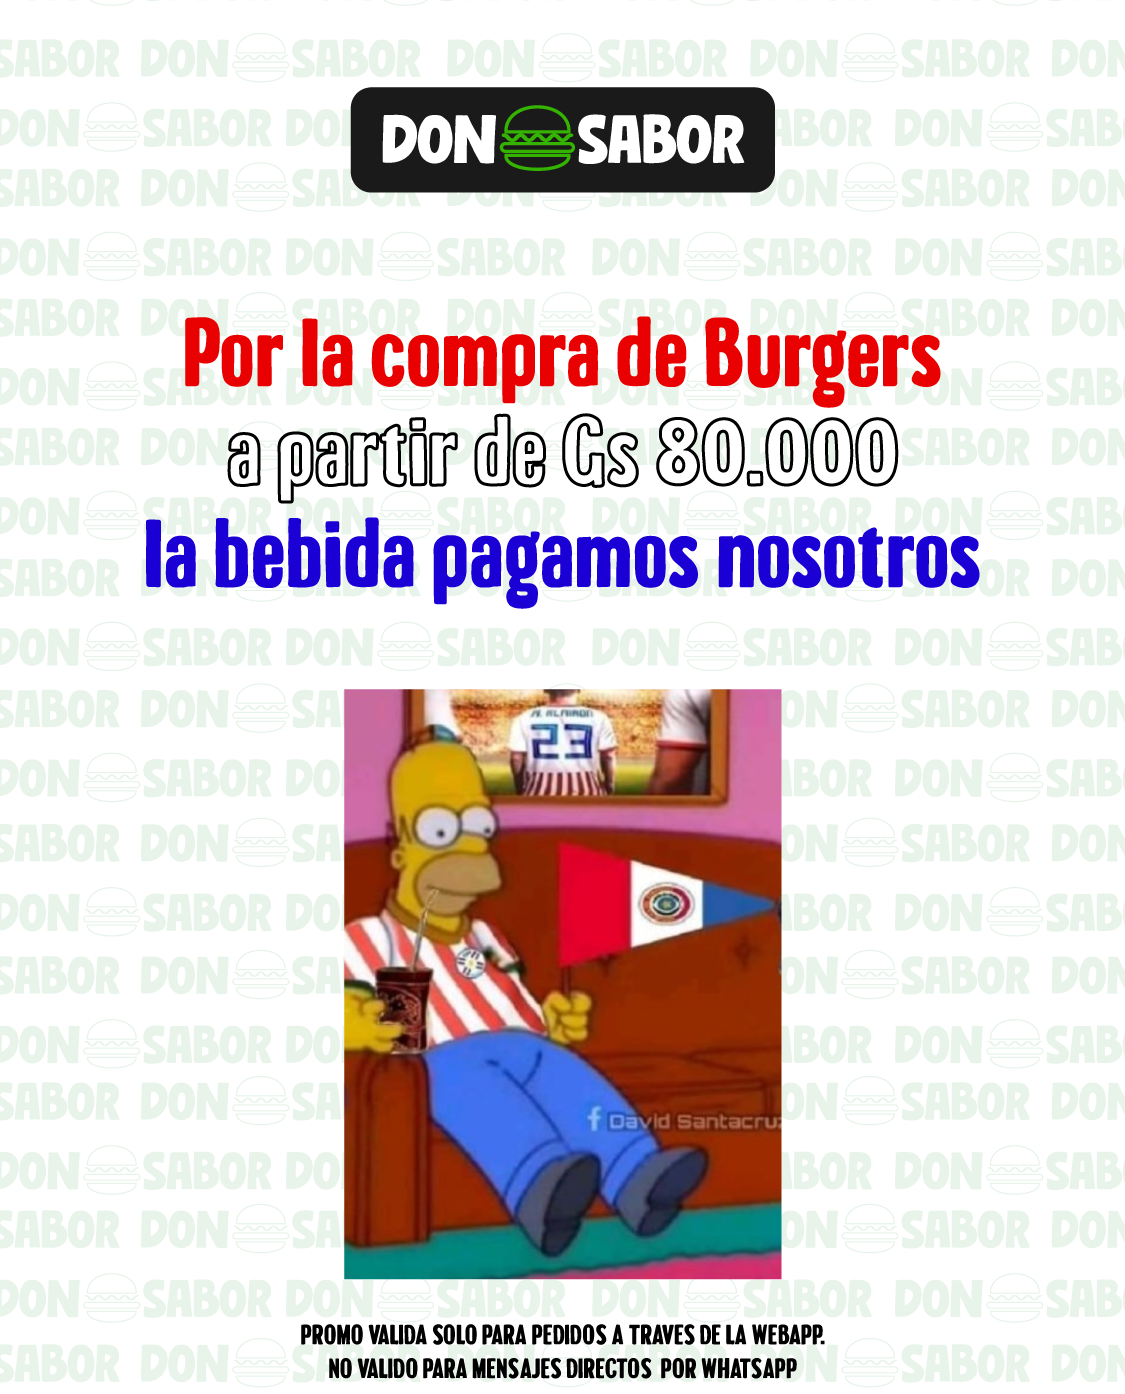 DON SABOR
Por la compra de Burgers
a partir de Gs 80.000
la bebida pagamos nosotros
M. ALMIRON
23
David Santacruz
PROMO VALIDA SOLO PARA PEDIDOS A TRAVES DE LA WEBAPP.
NO VALIDO PARA MENSAJES DIRECTOS POR WHATSAPP